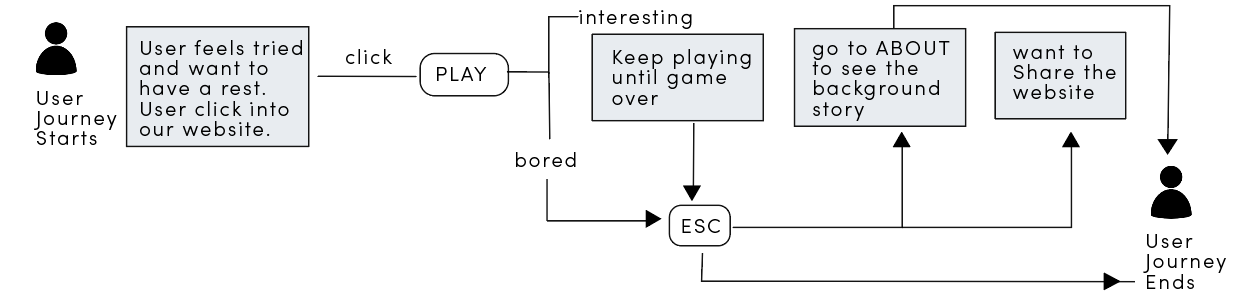 User
Journey
Starts
User feels tried
and want to
have a rest.
User click into
our website.
click
PLAY
interesting
bored
Keep playing
until game
over
ESC
go to ABOUT
to see the
background
story
want to
Share the
website
User
Journey
Ends